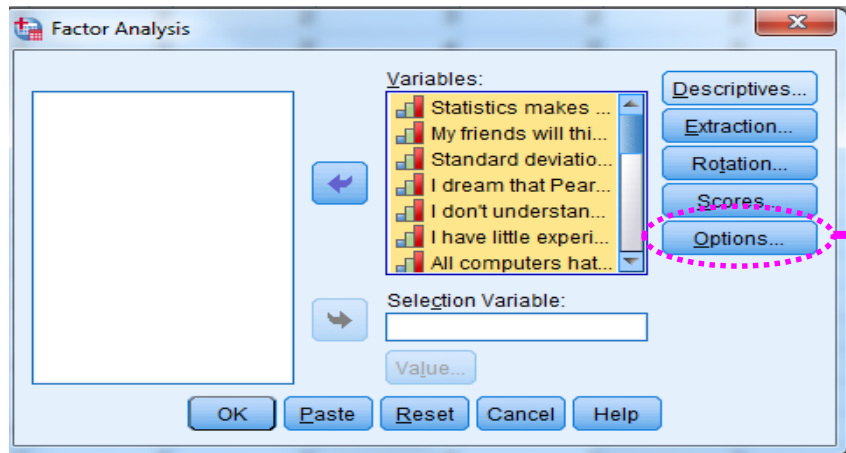 Factor Analysis
Variables:
Statistics makes ...
My friends will thi...
Standard deviatio...
I dream that Pear...
I don't understan...
I have little experi...
All computers hat...
Descriptives...
Extraction...
Rotation...
Scores...
Options...
Selection Variable:
Value...
OK Paste Reset Cancel Help